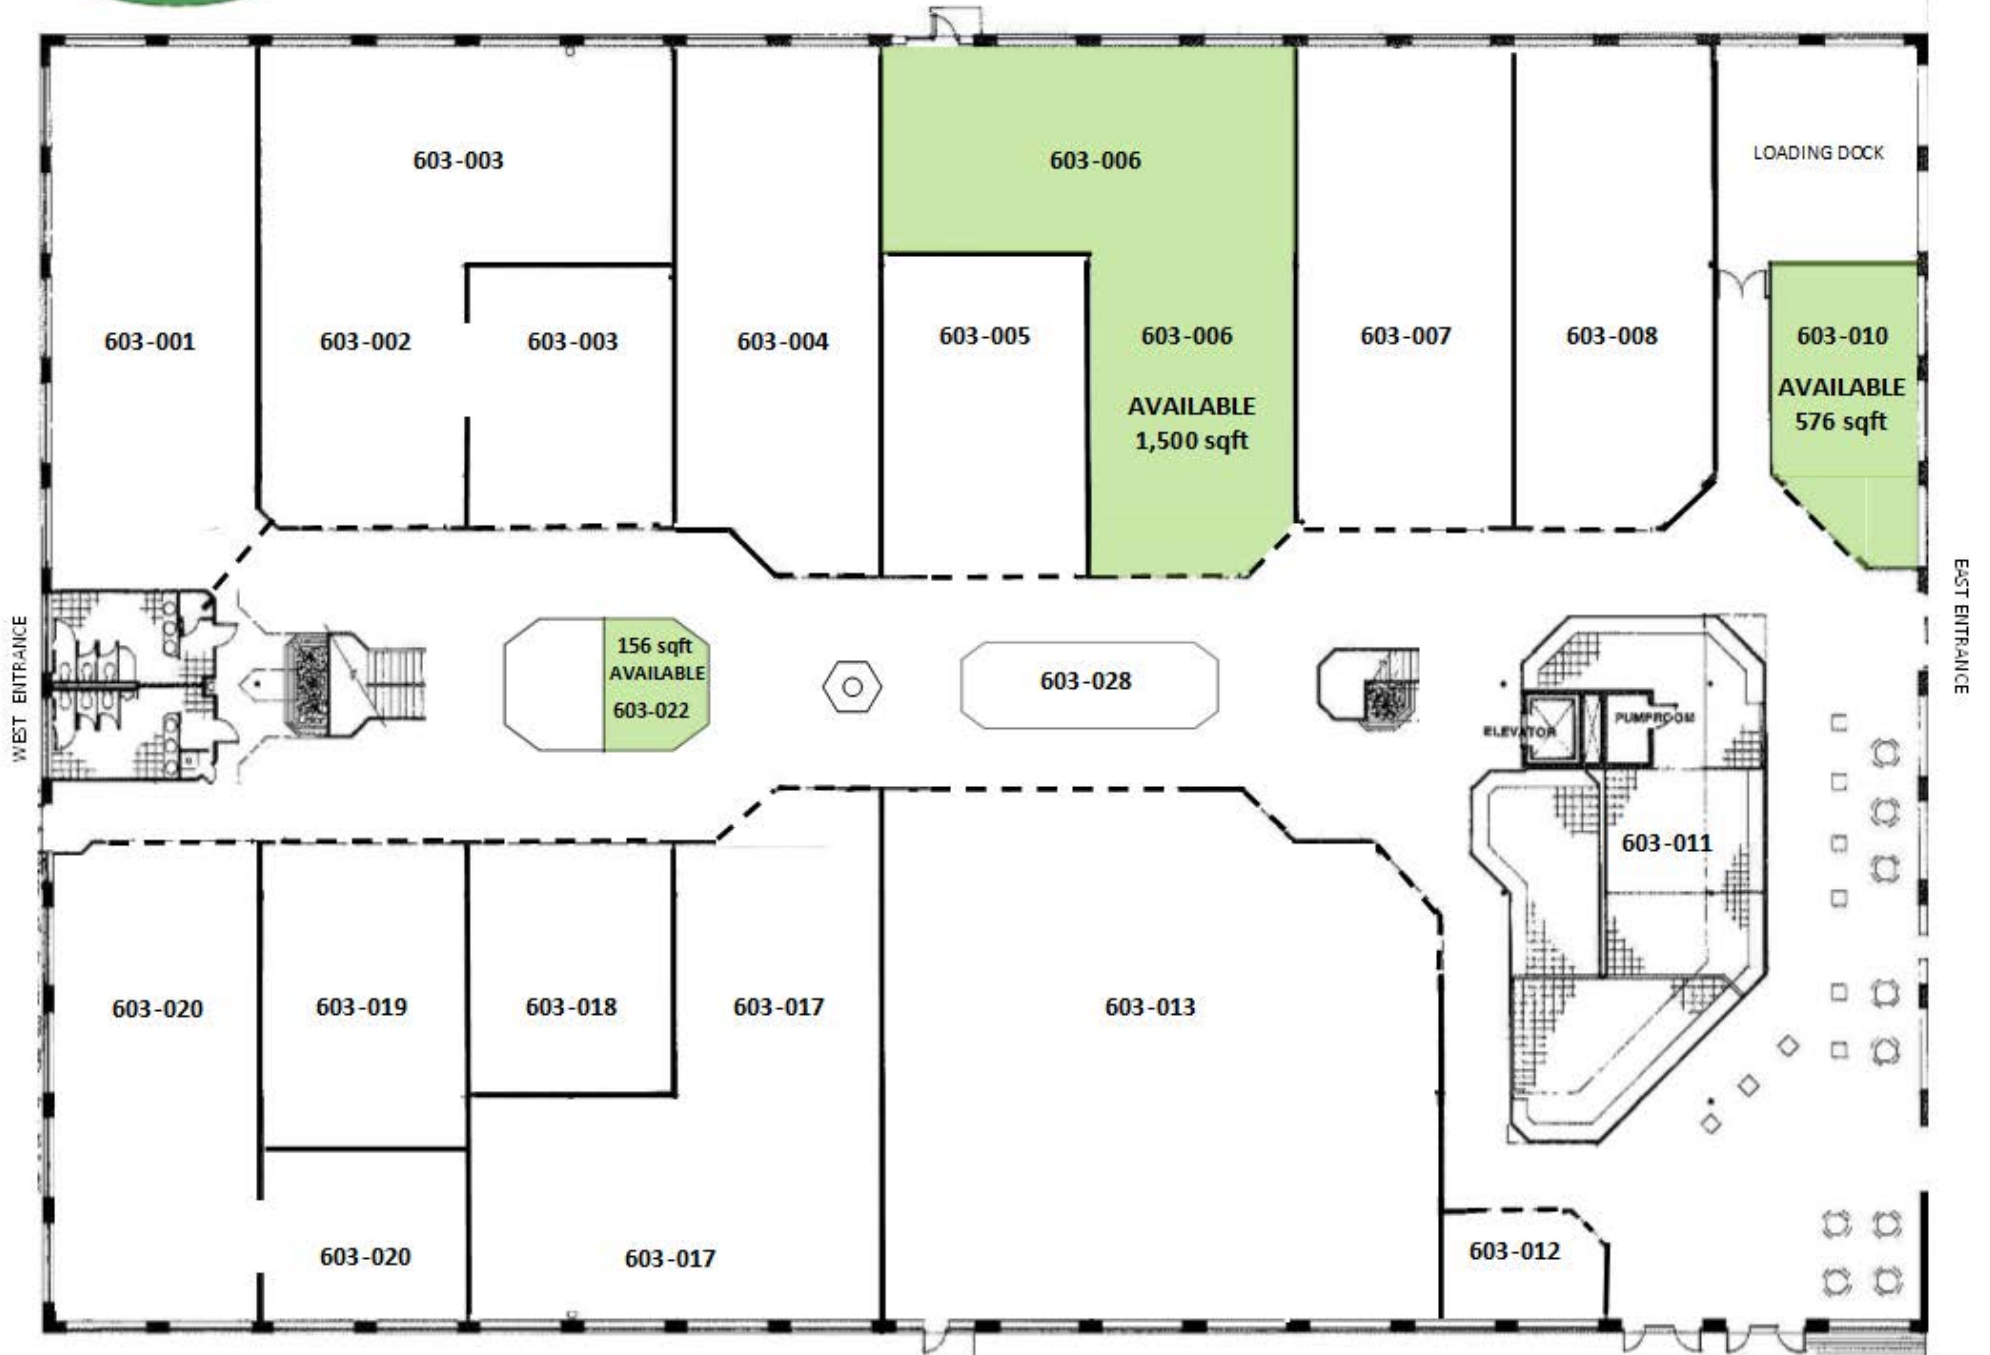 603-003
603-006
LOADING DOCK
603-001
603-002
603-003
603-004
603-005
603-006
AVAILABLE
1,500 sqft
603-007
603-008
603-010
AVAILABLE
576 sqft
WEST ENTRANCE
EAST ENTRANCE
156 sqft
AVAILABLE
603-022
603-028
ELEVATOR
PUMPROOM
603-011
603-020
603-019
603-018
603-017
603-013
603-020
603-017
603-012